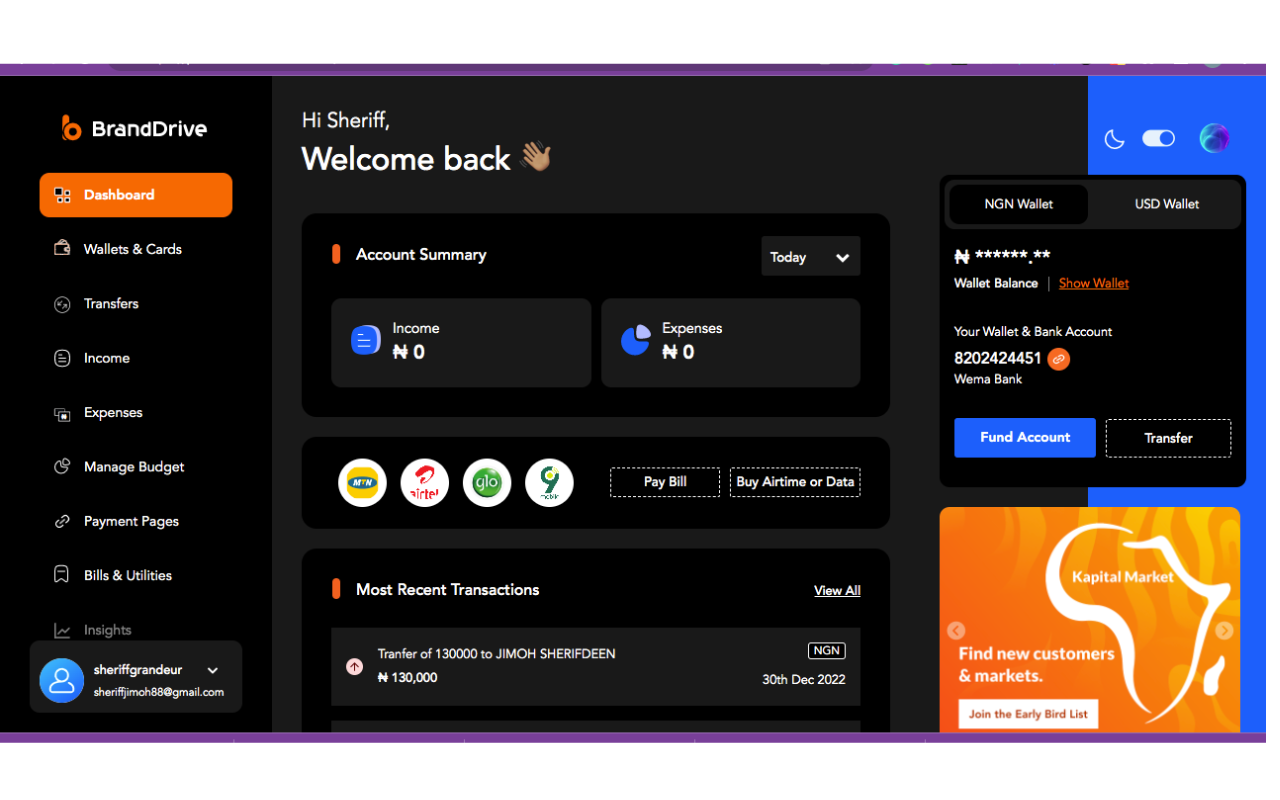 BrandDrive
Dashboard
Wallets & Cards
Transfers
Income
Expenses
Manage Budget
Payment Pages
Bills & Utilities
Insights
sheriffgrandeur
sheriffjimoh88@gmail.com
Hi Sheriff,
Welcome back 👋🏽
Account Summary
Today
Income
₦ 0
Expenses
₦ 0
MTN
airtel
glo
9
mobile
Pay Bill
Buy Airtime or Data
Most Recent Transactions
View All
Tranfer of 130000 to JIMOH SHERIFDEEN
NGN
₦ 130,000
30th Dec 2022
NGN Wallet
USD Wallet
₦ ******.**
Wallet Balance | Show Wallet
Your Wallet & Bank Account
8202424451
Wema Bank
Fund Account
Transfer
Kapital Market
Find new customers
& markets.
Join the Early Bird List